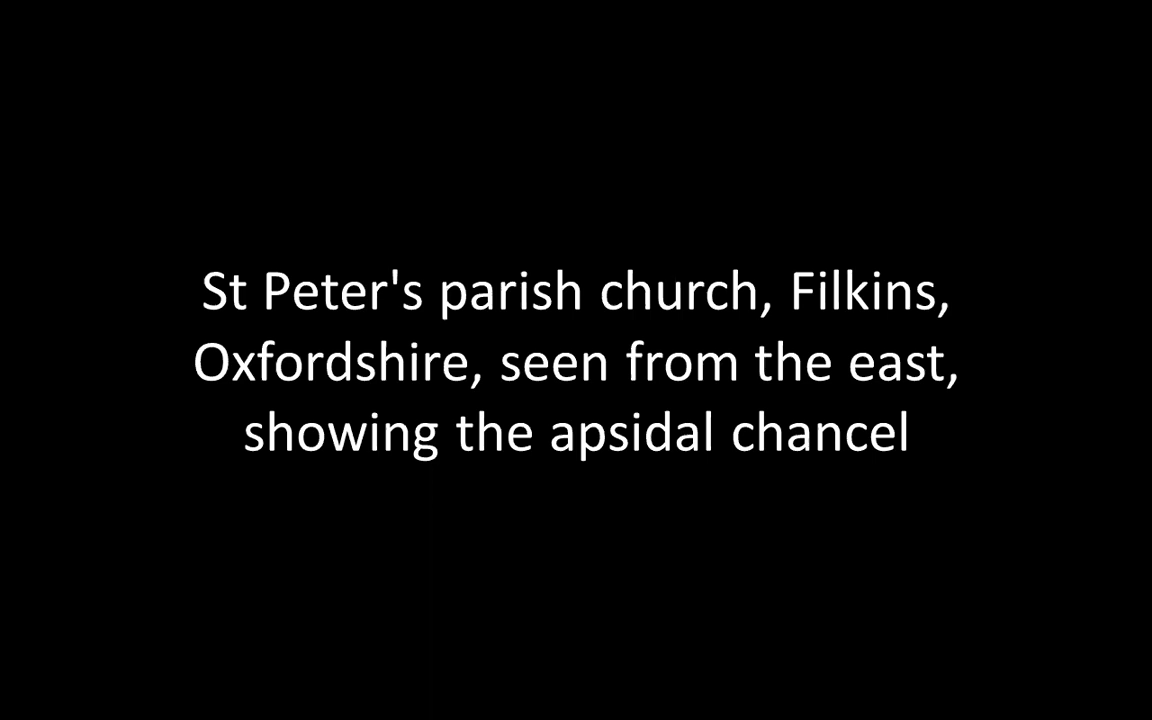 St Peter's parish church, Filkins,
Oxfordshire, seen from the east,
showing the apsidal chancel